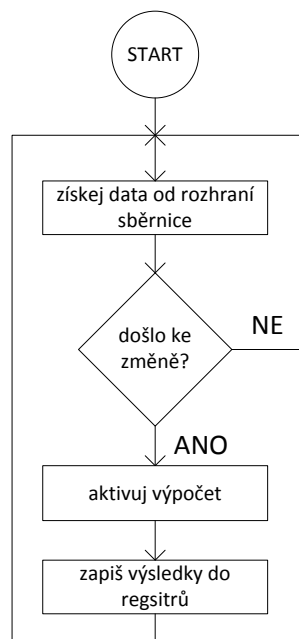 START
získej data od rozhraní
sběrnice
došlo ke
změně?
NE
ANO
aktivuj výpočet
zapiš výsledky do
regsitrů